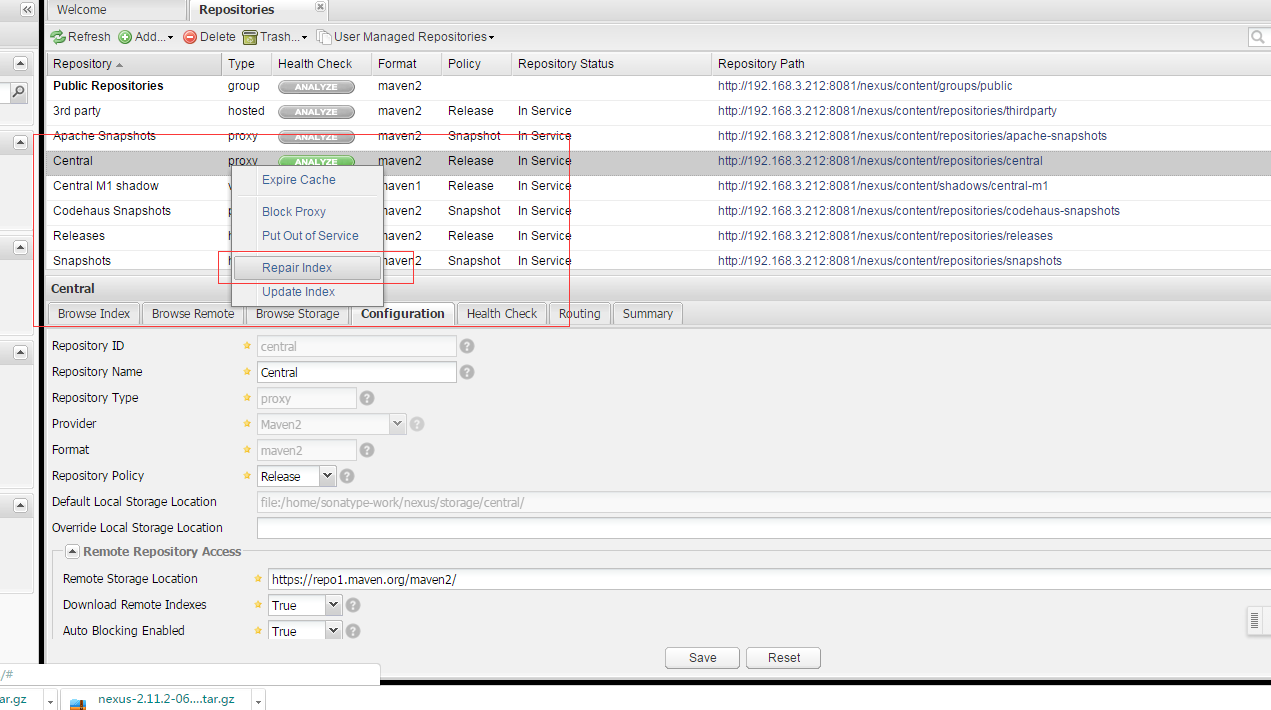 Welcome Repositories
Refresh Add... Delete Trash... User Managed Repositories
Repository Type Health Check Format Policy Repository Status Repository Path
Public Repositories group ANALYZE maven2 http://192.168.3.212:8081/nexus/content/groups/public
3rd party hosted ANALYZE maven2 Release In Service http://192.168.3.212:8081/nexus/content/repositories/thirdparty
Apache Snapshots proxy ANALYZE maven2 Snapshot In Service http://192.168.3.212:8081/nexus/content/repositories/apache-snapshots
Central proxy ANALYZE maven2 Release In Service http://192.168.3.212:8081/nexus/content/repositories/central
Expire Cache
Central M1 shadow maven1 Release In Service http://192.168.3.212:8081/nexus/content/shadows/central-m1
Codehaus Snapshots Block Proxy maven2 Snapshot In Service http://192.168.3.212:8081/nexus/content/repositories/codehaus-snapshots
Releases Put Out of Service maven2 Release In Service http://192.168.3.212:8081/nexus/content/repositories/releases
Snapshots maven2 Snapshot In Service http://192.168.3.212:8081/nexus/content/repositories/snapshots
Repair Index
Central Update Index
Browse Index Browse Remote Browse Storage Configuration Health Check Routing Summary
Repository ID central
Repository Name Central
Repository Type proxy
Provider Maven2
Format maven2
Repository Policy Release
Default Local Storage Location file:/home/sonatype-work/nexus/storage/central/
Override Local Storage Location
Remote Repository Access
Remote Storage Location https://repo1.maven.org/maven2/
Download Remote Indexes True
Auto Blocking Enabled True
Save Reset
/#
ar.gz nexus-2.11.2-06....tar.gz